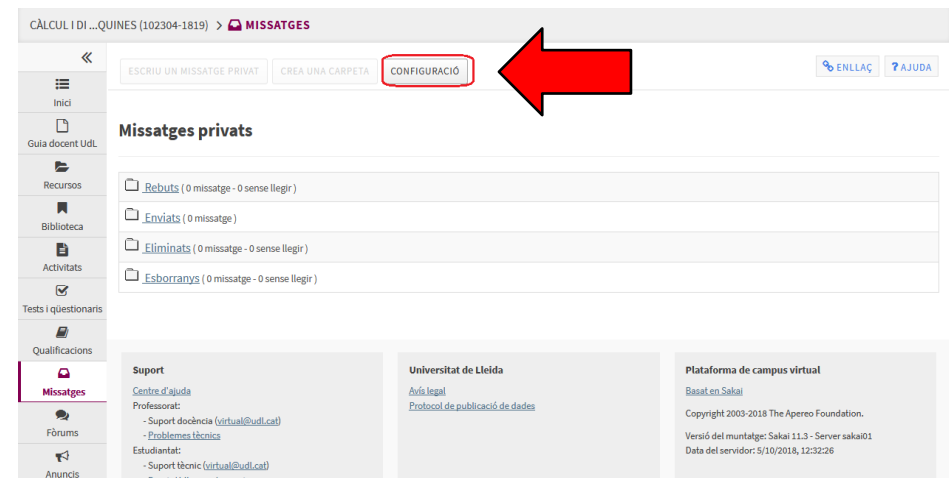 CÀLCUL I DI ...QUINES (102304-1819) > MISSATGES
ESCRIU UN MISSATGE PRIVAT
CREA UNA CARPETA
CONFIGURACIÓ
ENLLAÇ
? AJUDA
Inici
Guia docent UdL
Recursos
Biblioteca
Activitats
Tests i qüestionaris
Qualificacions
Missatges
Fòrums
Anuncis
Missatges privats
Rebuts ( 0 missatge - 0 sense llegir )
Enviats ( 0 missatge )
Eliminats ( 0 missatge - 0 sense llegir )
Esborranys ( 0 missatge - 0 sense llegir )
Suport
Centre d'ajuda
Professorat:
- Suport docència (virtual@udl.cat)
- Problemes tècnics
Estudiantat:
- Suport tècnic (virtual@udl.cat)
Universitat de Lleida
Avís legal
Protocol de publicació de dades
Plataforma de campus virtual
Basat en Sakai
Copyright 2003-2018 The Apereo Foundation.
Versió del muntatge: Sakai 11.3 - Server sakai01
Data del servidor: 5/10/2018, 12:32:26